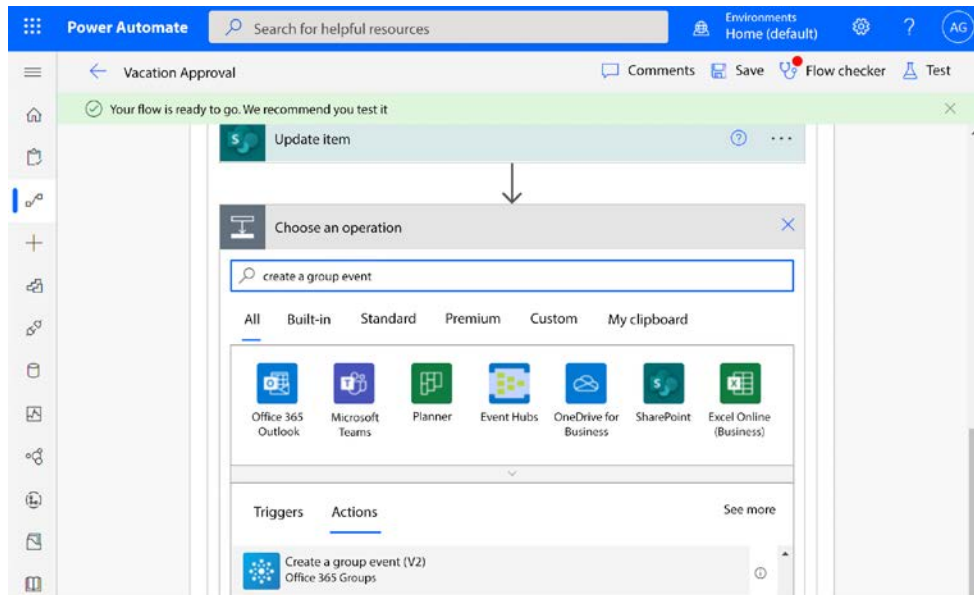 Power Automate
Search for helpful resources
Environments
Home (default)
AG
Vacation Approval
Comments
Save
Flow checker
Test
Your flow is ready to go. We recommend you test it
Update item
Choose an operation
create a group event
All
Built-in
Standard
Premium
Custom
My clipboard
Office 365
Outlook
Microsoft
Teams
Planner
Event Hubs
OneDrive for
Business
SharePoint
Excel Online
(Business)
Triggers
Actions
See more
Create a group event (V2)
Office 365 Groups